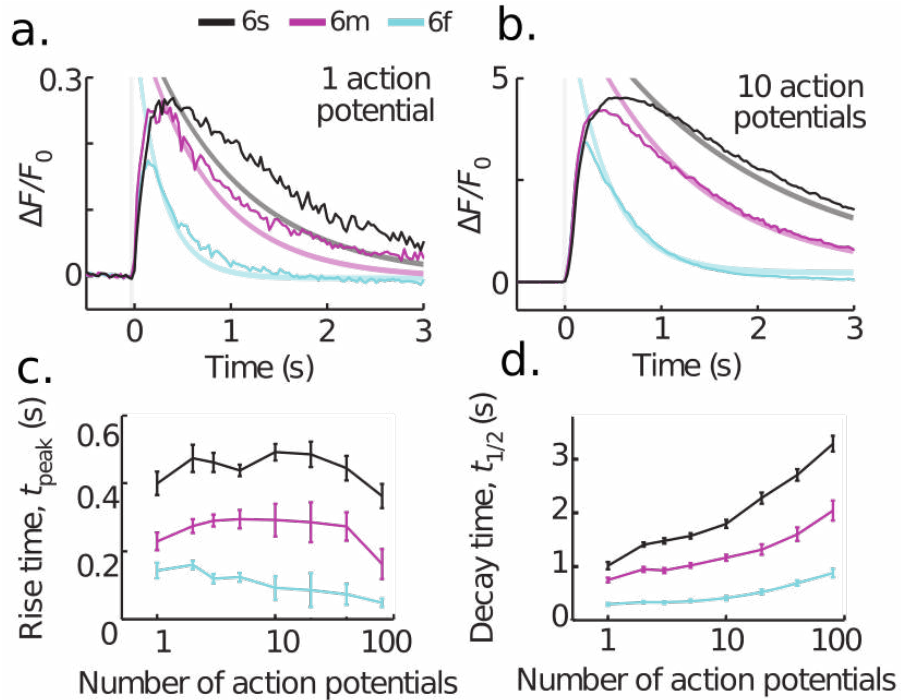 a.
6s 6m 6f
b.
ΔF/F0
0.3
0
1 action
potential
0 1 2 3
Time (s)
ΔF/F0
5
0
10 action
potentials
0 1 2 3
Time (s)
c.
Rise time, tpeak (s)
0.6
0.4
0.2
0
1 10 100
Number of action potentials
d.
Decay time, t1/2 (s)
3
2
1
0
1 10 100
Number of action potentials